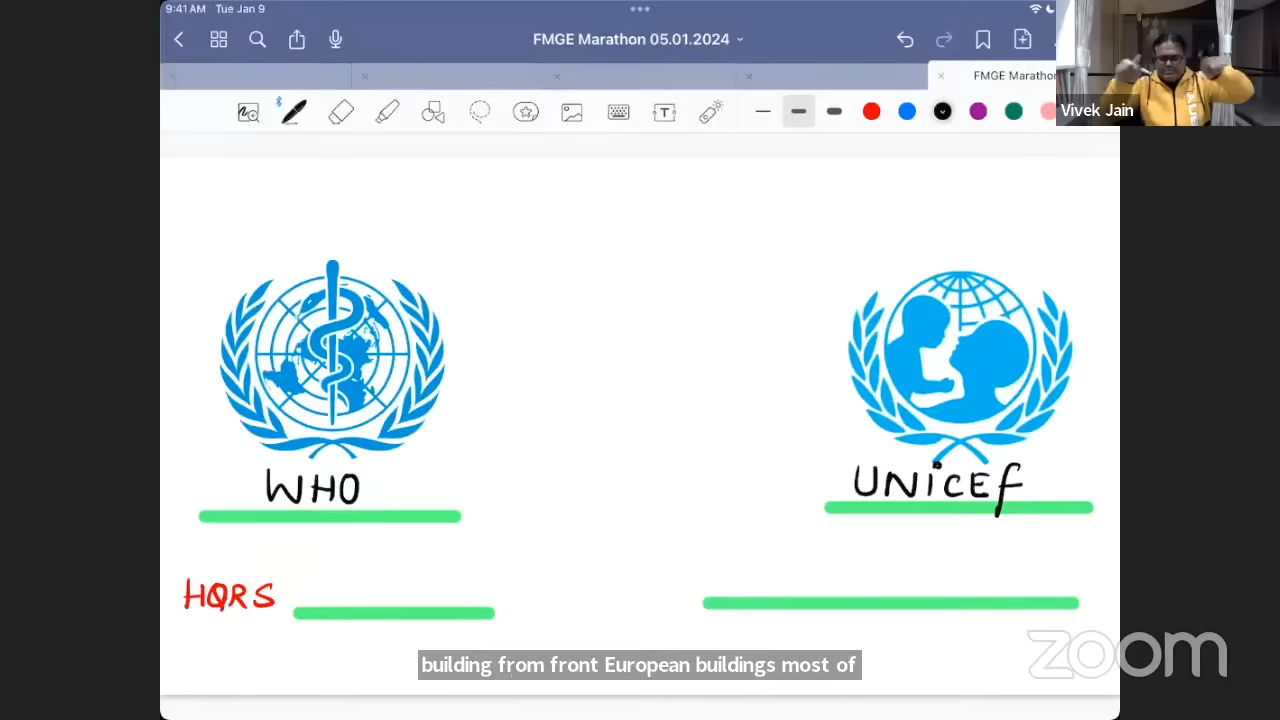 9:41 AM Tue Jan 9
FMGE Marathon 05.01.2024
FMGE Marathon
T
Vivek Jain
WHO
UNiCEf
HQRS
building from front European buildings most of
zoom